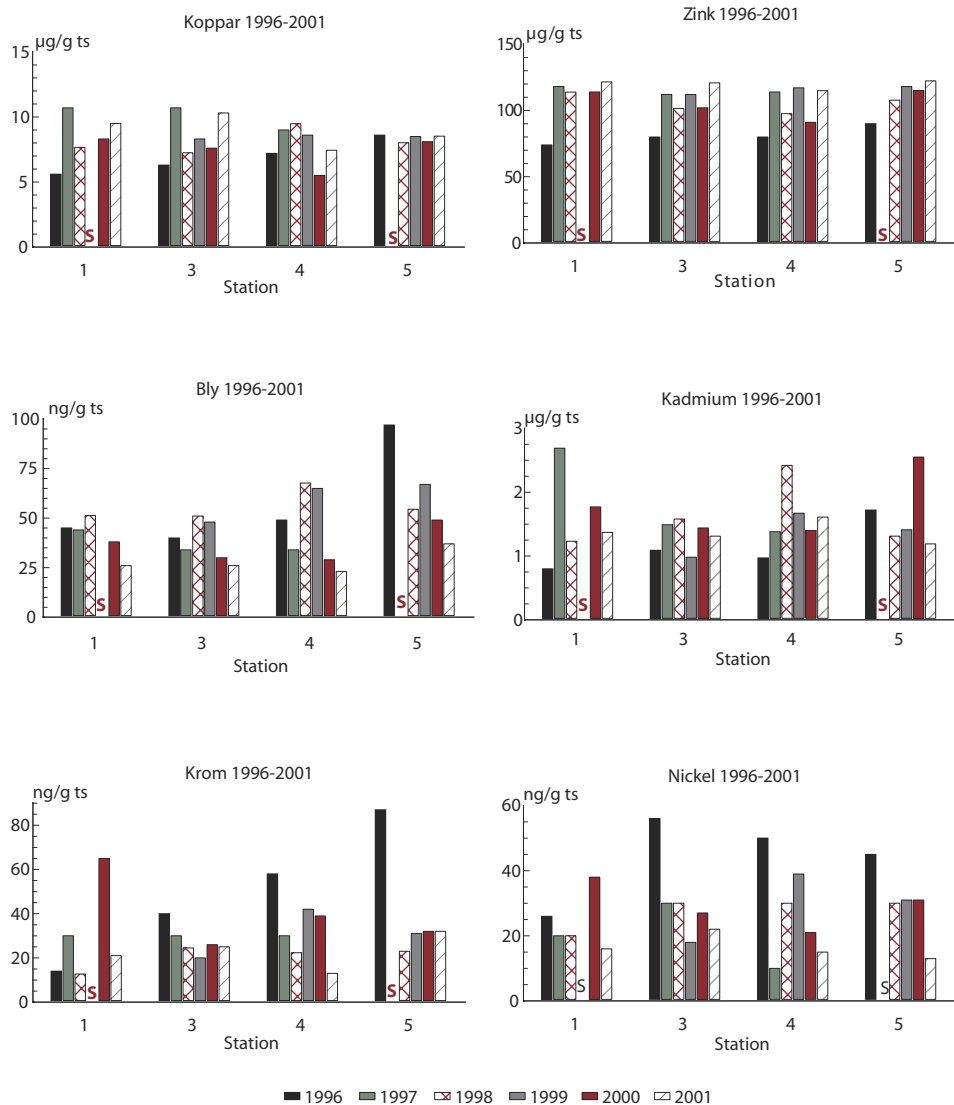 Koppar 1996-2001
µg/g ts
15
10
5
0
S
1 3 4 5
Station
Zink 1996-2001
µg/g ts
150
100
50
0
S S
1 3 4 5
Station
Bly 1996-2001
ng/g ts
100
75
50
25
0
S S
1 3 4 5
Station
Kadmium 1996-2001
µg/g ts
3
2
1
0
S S
1 3 4 5
Station
Krom 1996-2001
ng/g ts
80
60
40
20
0
S S
1 3 4 5
Station
Nickel 1996-2001
ng/g ts
60
40
20
0
S S
1 3 4 5
Station
1996 1997 1998 1999 2000 2001